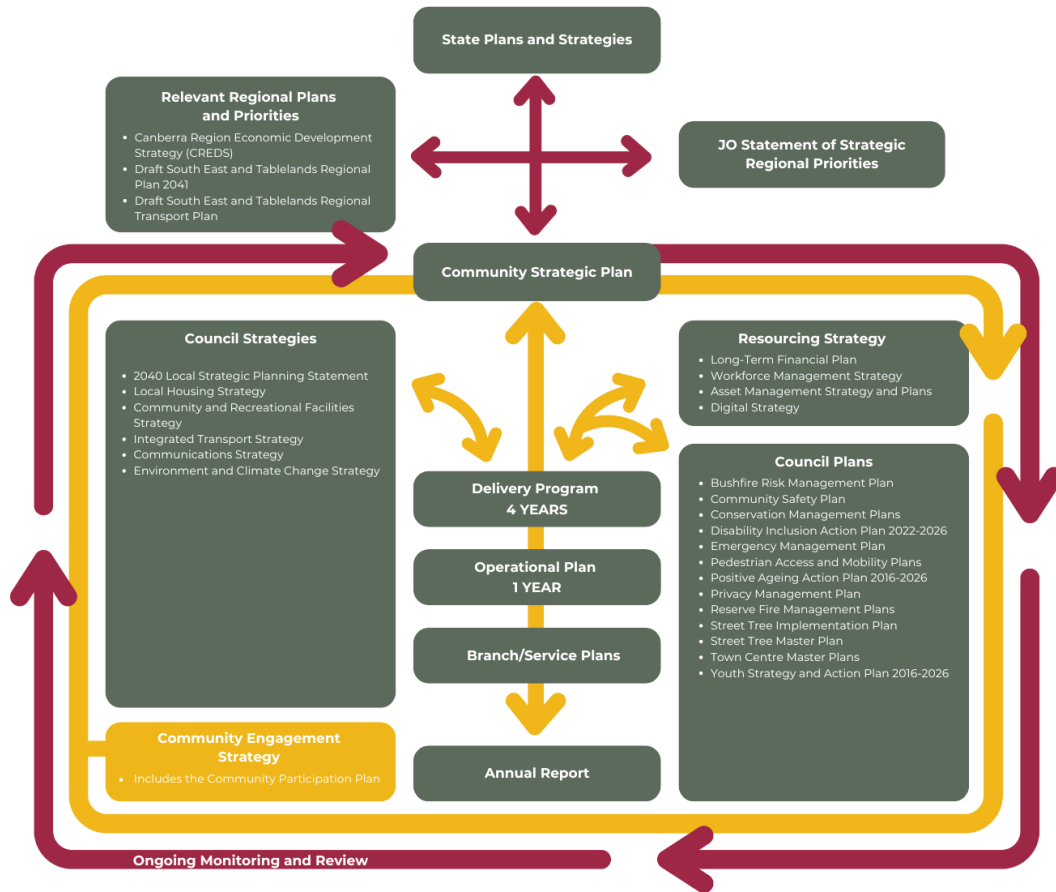 State Plans and Strategies
Relevant Regional Plans
and Priorities
• Canberra Region Economic Development
Strategy (CREDS)
• Draft South East and Tablelands Regional
Plan 2041
• Draft South East and Tablelands Regional
Transport Plan
JO Statement of Strategic
Regional Priorities
Community Strategic Plan
Council Strategies
• 2040 Local Strategic Planning Statement
• Local Housing Strategy
• Community and Recreational Facilities
Strategy
• Integrated Transport Strategy
• Communications Strategy
• Environment and Climate Change Strategy
Resourcing Strategy
• Long-Term Financial Plan
• Workforce Management Strategy
• Asset Management Strategy and Plans
• Digital Strategy
Delivery Program
4 YEARS
Operational Plan
1 YEAR
Branch/Service Plans
Annual Report
Council Plans
• Bushfire Risk Management Plan
• Community Safety Plan
• Conservation Management Plans
• Disability Inclusion Action Plan 2022-2026
• Emergency Management Plan
• Pedestrian Access and Mobility Plans
• Positive Ageing Action Plan 2016-2026
• Privacy Management Plan
• Reserve Fire Management Plans
• Street Tree Implementation Plan
• Street Tree Master Plan
• Town Centre Master Plans
• Youth Strategy and Action Plan 2016-2026
Community Engagement
Strategy
• Includes the Community Participation Plan
Ongoing Monitoring and Review